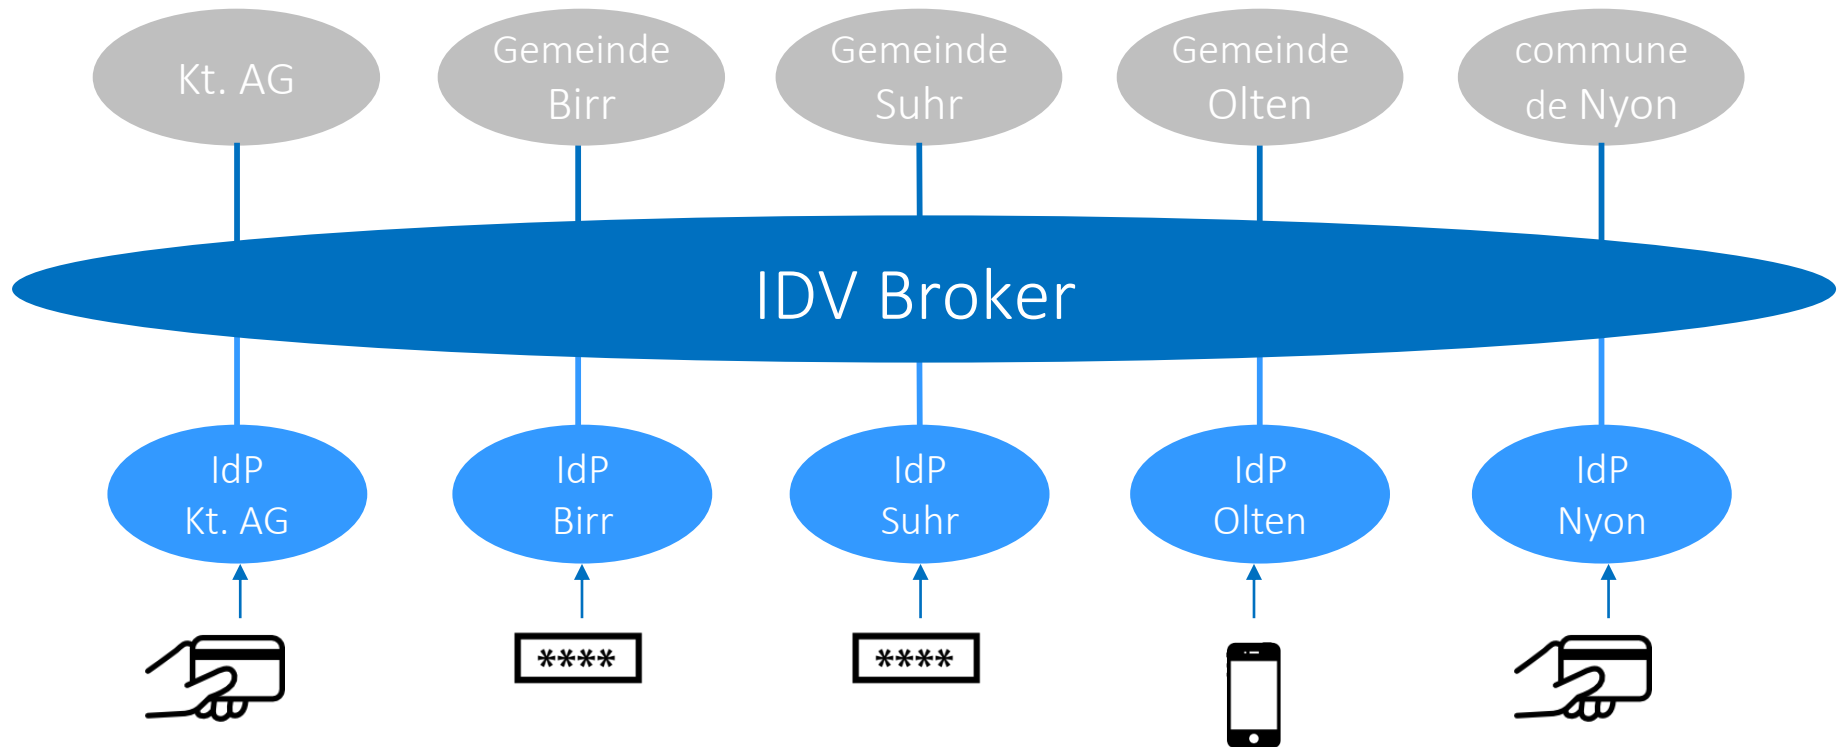 Kt. AG
Gemeinde
Birr
Gemeinde
Suhr
Gemeinde
Olten
commune
de Nyon
IDV Broker
IdP
Kt. AG
IdP
Birr
IdP
Suhr
IdP
Olten
IdP
Nyon
****
****